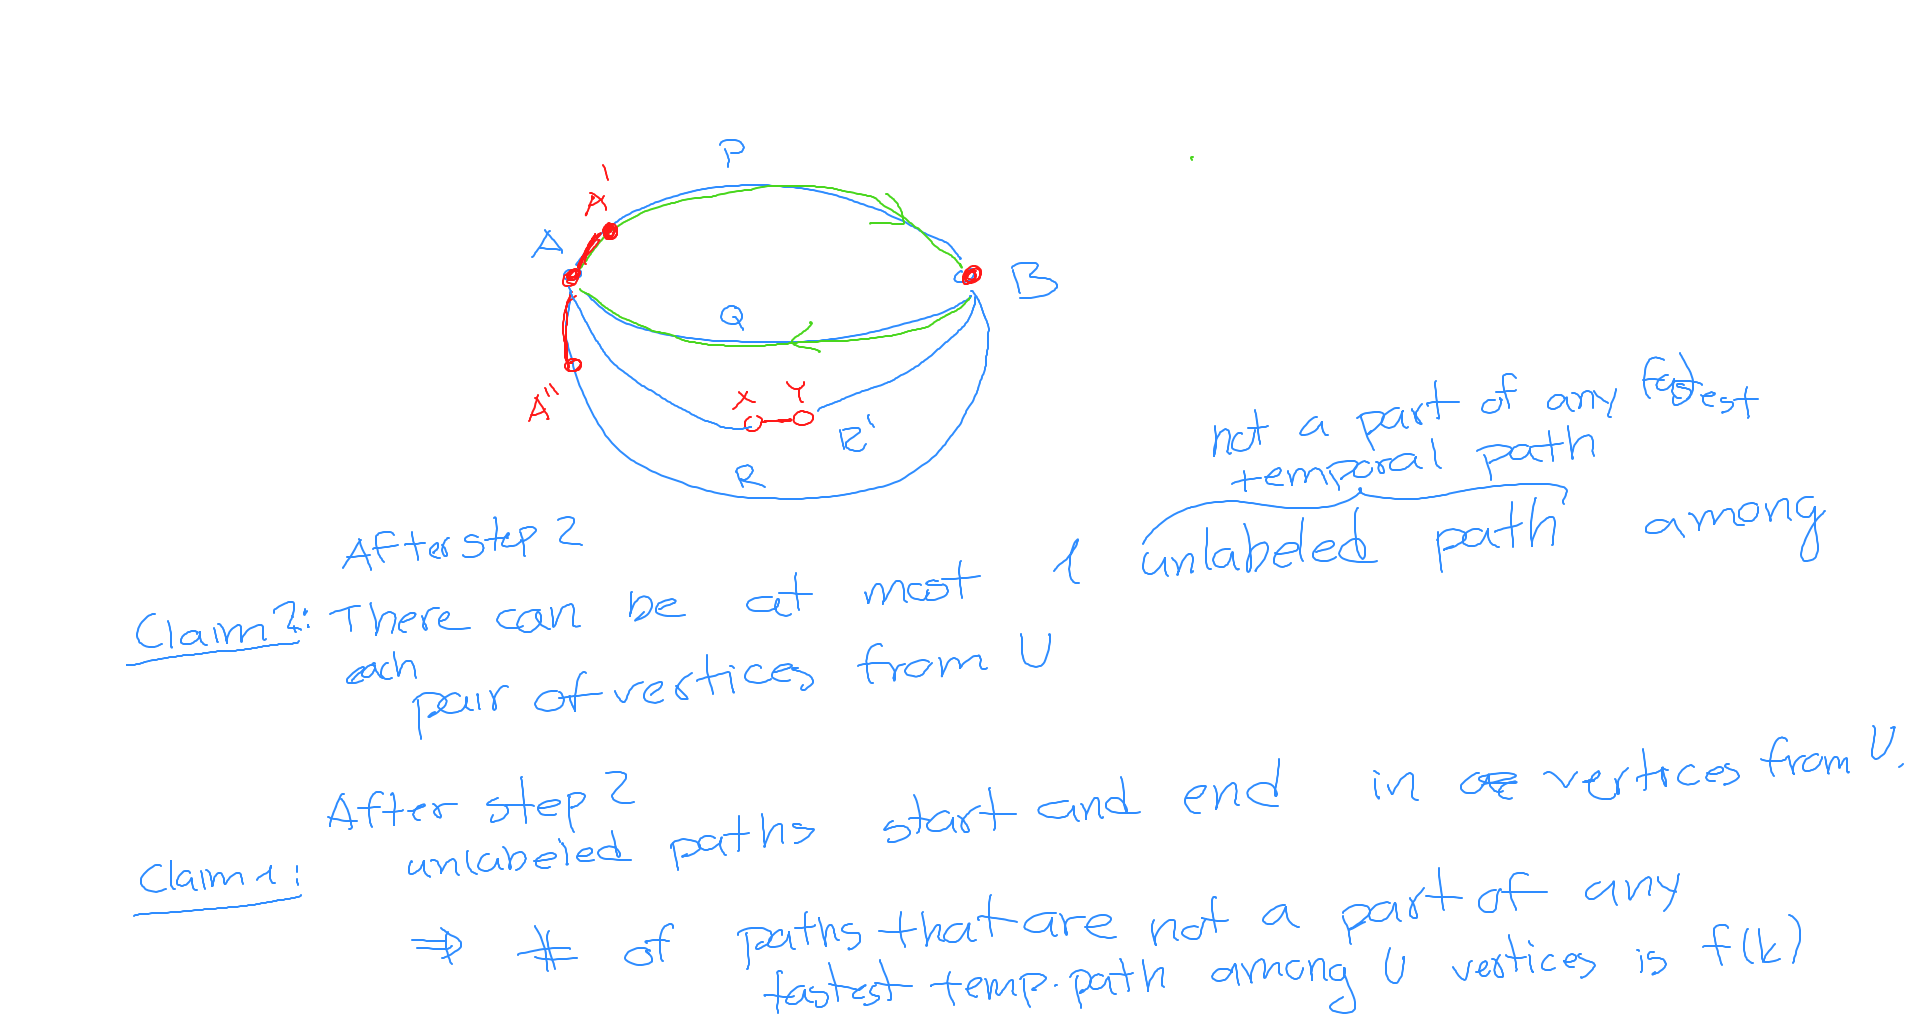 P
A'
A
B
Q
A"
X Y
R'
R
not a part of any fastest
temporal path
After step 2
Claim 2: There can be at most 1 unlabeled path among
each
pair of vertices from U
After step 2
Claim 1: unlabeled paths start and end in vertices from U.
⇒ # of paths that are not a part of any
fastest temp. path among U vertices is f(k)